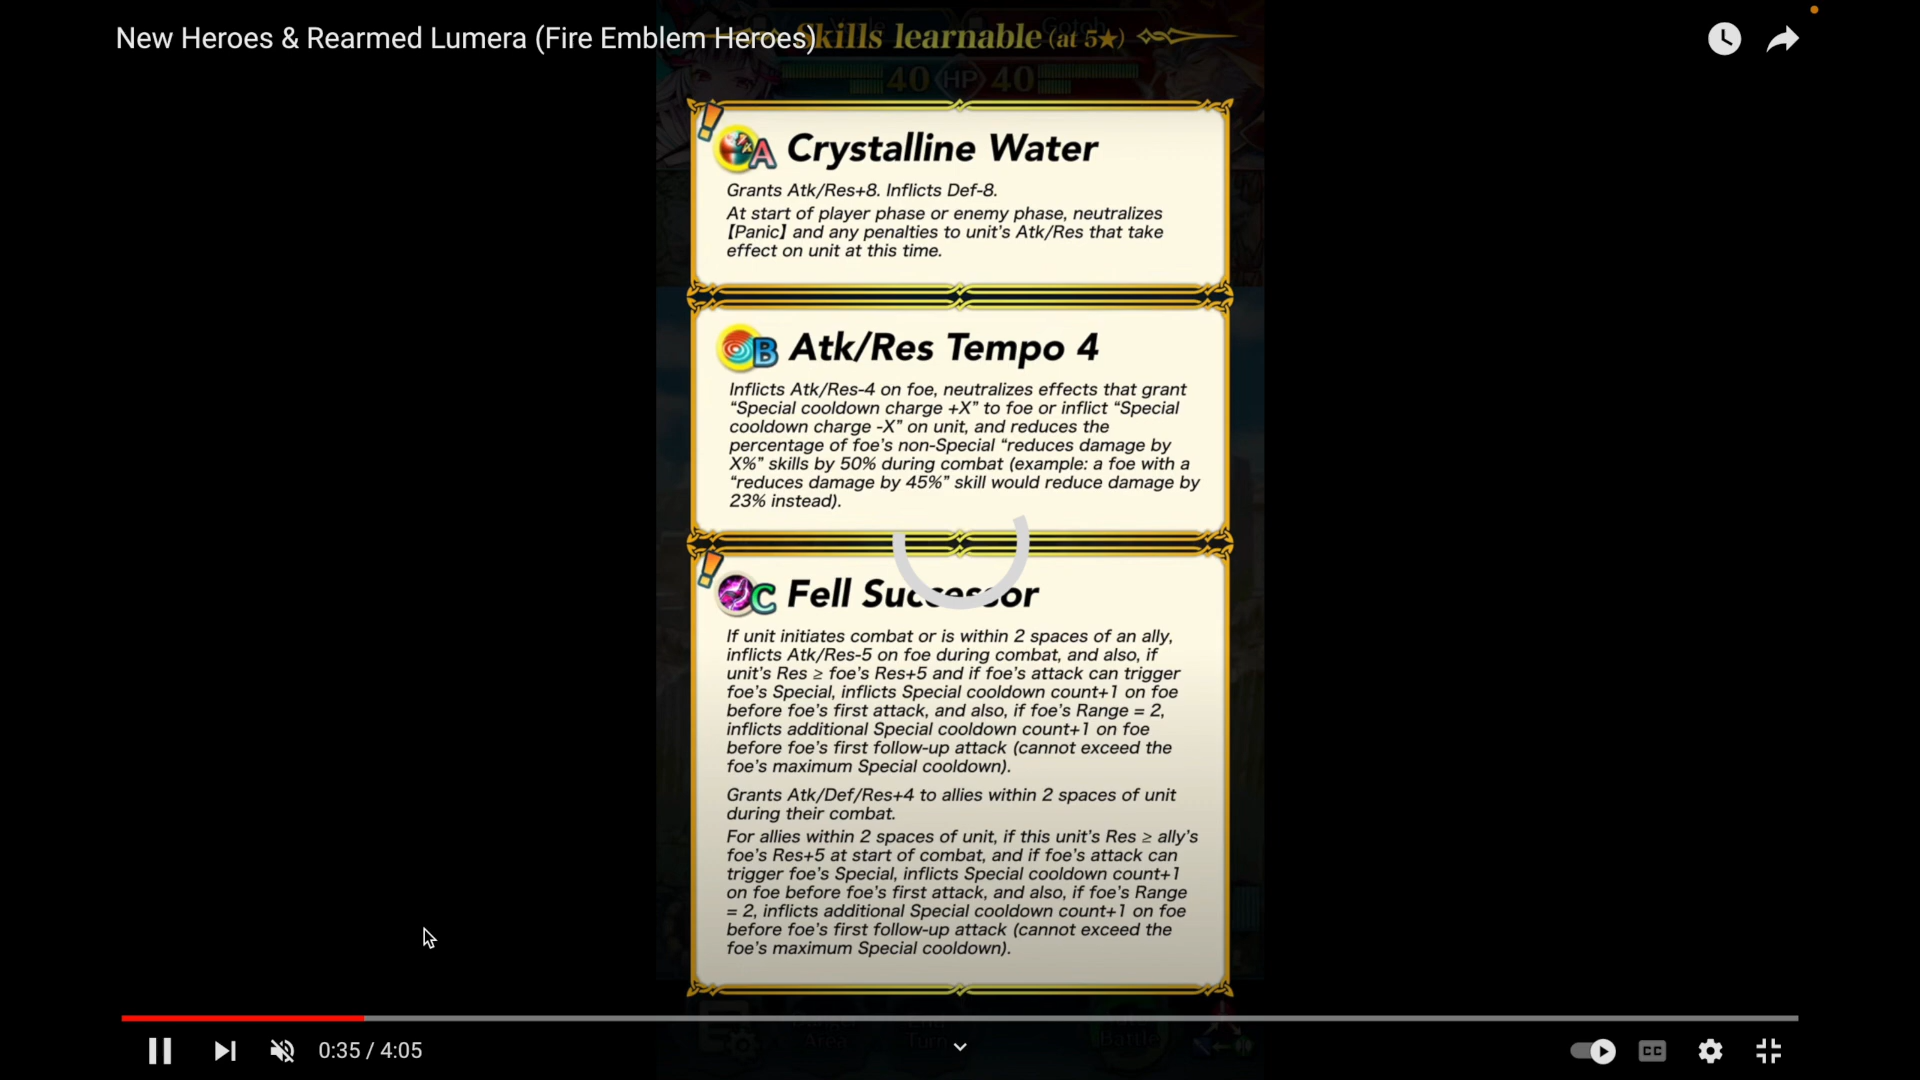 New Heroes & Rearmed Lumera (Fire Emblem Heroes)
Skills learnable (at 5★)
40 HP 40
A Crystalline Water
Grants Atk/Res+8. Inflicts Def-8.
At start of player phase or enemy phase, neutralizes
【Panic】 and any penalties to unit's Atk/Res that take
effect on unit at this time.
B Atk/Res Tempo 4
Inflicts Atk/Res-4 on foe, neutralizes effects that grant
“Special cooldown charge +X” to foe or inflict “Special
cooldown charge -X” on unit, and reduces the
percentage of foe's non-Special “reduces damage by
X%” skills by 50% during combat (example: a foe with a
“reduces damage by 45%” skill would reduce damage by
23% instead).
C Fell Successor
If unit initiates combat or is within 2 spaces of an ally,
inflicts Atk/Res-5 on foe during combat, and also, if
unit's Res ≥ foe's Res+5 and if foe's attack can trigger
foe's Special, inflicts Special cooldown count+1 on foe
before foe's first attack, and also, if foe's Range = 2,
inflicts additional Special cooldown count+1 on foe
before foe's first follow-up attack (cannot exceed the
foe's maximum Special cooldown).
Grants Atk/Def/Res+4 to allies within 2 spaces of unit
during their combat.
For allies within 2 spaces of unit, if this unit's Res ≥ ally's
foe's Res+5 at start of combat, and if foe's attack can
trigger foe's Special, inflicts Special cooldown count+1
on foe before foe's first attack, and also, if foe's Range
= 2, inflicts additional Special cooldown count+1 on foe
before foe's first follow-up attack (cannot exceed the
foe's maximum Special cooldown).
Area
Turn
Battle
0:35 / 4:05
CC